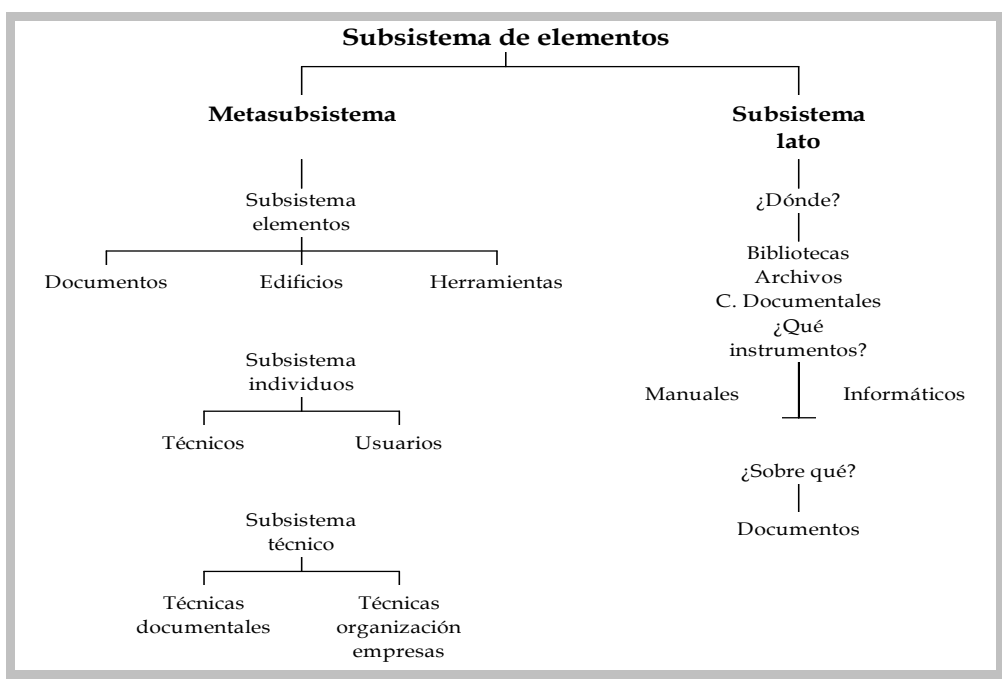 Subsistema de elementos
Metasubsistema
Subsistema
elementos
Documentos
Edificios
Herramientas
Subsistema
individuos
Técnicos
Usuarios
Subsistema
técnico
Técnicas
documentales
Técnicas
organización
empresas
Subsistema
lato
¿Dónde?
Bibliotecas
Archivos
C. Documentales
¿Qué
instrumentos?
Manuales
Informáticos
¿Sobre qué?
Documentos